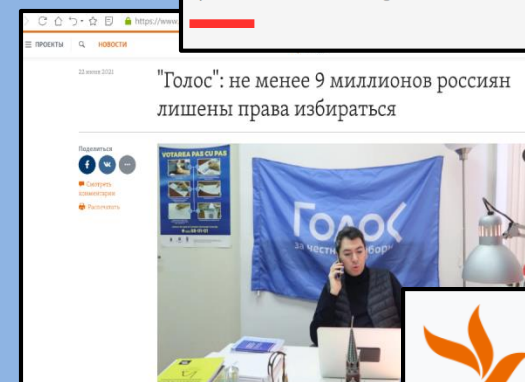 https://www.
ПРОЕКТЫ
НОВОСТИ
22 июня 2021
"Голос": не менее 9 миллионов россиян
лишены права избираться
Поделиться
Смотреть
комментарии
Распечатать
VOTAREA PAS CU PAS
ГОЛОС
за честные выборы